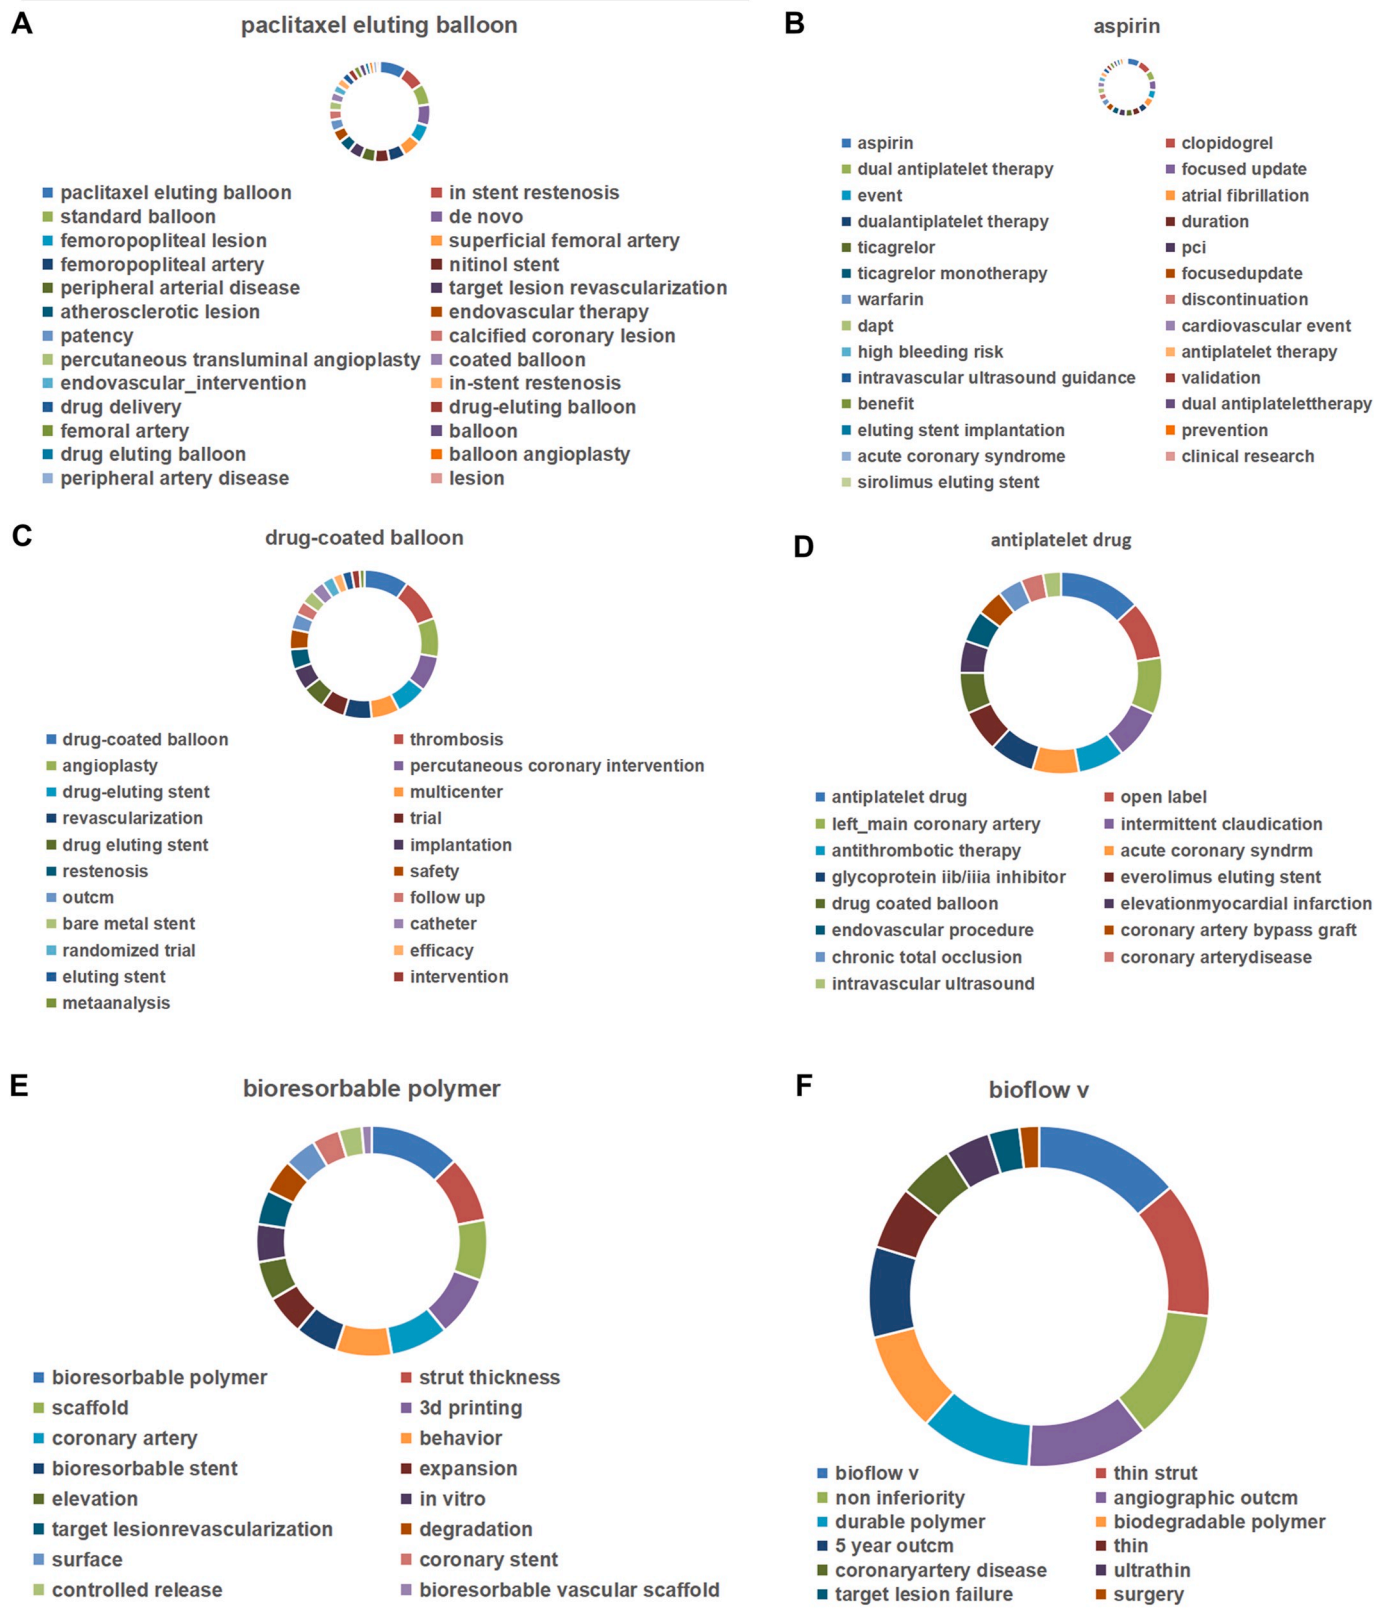 A
paclitaxel eluting balloon
paclitaxel eluting balloon
in stent restenosis
standard balloon
de novo
femoropopliteal lesion
superficial femoral artery
femoropopliteal artery
nitinol stent
peripheral arterial disease
target lesion revascularization
atherosclerotic lesion
endovascular therapy
patency
calcified coronary lesion
percutaneous transluminal angioplasty
coated balloon
endovascular_intervention
in-stent restenosis
drug delivery
drug-eluting balloon
femoral artery
balloon
drug eluting balloon
balloon angioplasty
peripheral artery disease
lesion
B
aspirin
aspirin
clopidogrel
dual antiplatelet therapy
focused update
event
atrial fibrillation
dualantiplatelet therapy
duration
ticagrelor
pci
ticagrelor monotherapy
focusedupdate
warfarin
discontinuation
dapt
cardiovascular event
high bleeding risk
antiplatelet therapy
intravascular ultrasound guidance
validation
benefit
dual antiplatelettherapy
eluting stent implantation
prevention
acute coronary syndrome
clinical research
sirolimus eluting stent
C
drug-coated balloon
drug-coated balloon
thrombosis
angioplasty
percutaneous coronary intervention
drug-eluting stent
multicenter
revascularization
trial
drug eluting stent
implantation
restenosis
safety
outcm
follow up
bare metal stent
catheter
randomized trial
efficacy
eluting stent
intervention
metaanalysis
D
antiplatelet drug
antiplatelet drug
open label
left_main coronary artery
intermittent claudication
antithrombotic therapy
acute coronary syndrm
glycoprotein iib/iiia inhibitor
everolimus eluting stent
drug coated balloon
elevationmyocardial infarction
endovascular procedure
coronary artery bypass graft
chronic total occlusion
coronary arterydisease
intravascular ultrasound
E
bioresorbable polymer
bioresorbable polymer
strut thickness
scaffold
3d printing
coronary artery
behavior
bioresorbable stent
expansion
elevation
in vitro
target lesionrevascularization
degradation
surface
coronary stent
controlled release
bioresorbable vascular scaffold
F
bioflow v
bioflow v
thin strut
non inferiority
angiographic outcm
durable polymer
biodegradable polymer
5 year outcm
thin
coronaryartery disease
ultrathin
target lesion failure
surgery